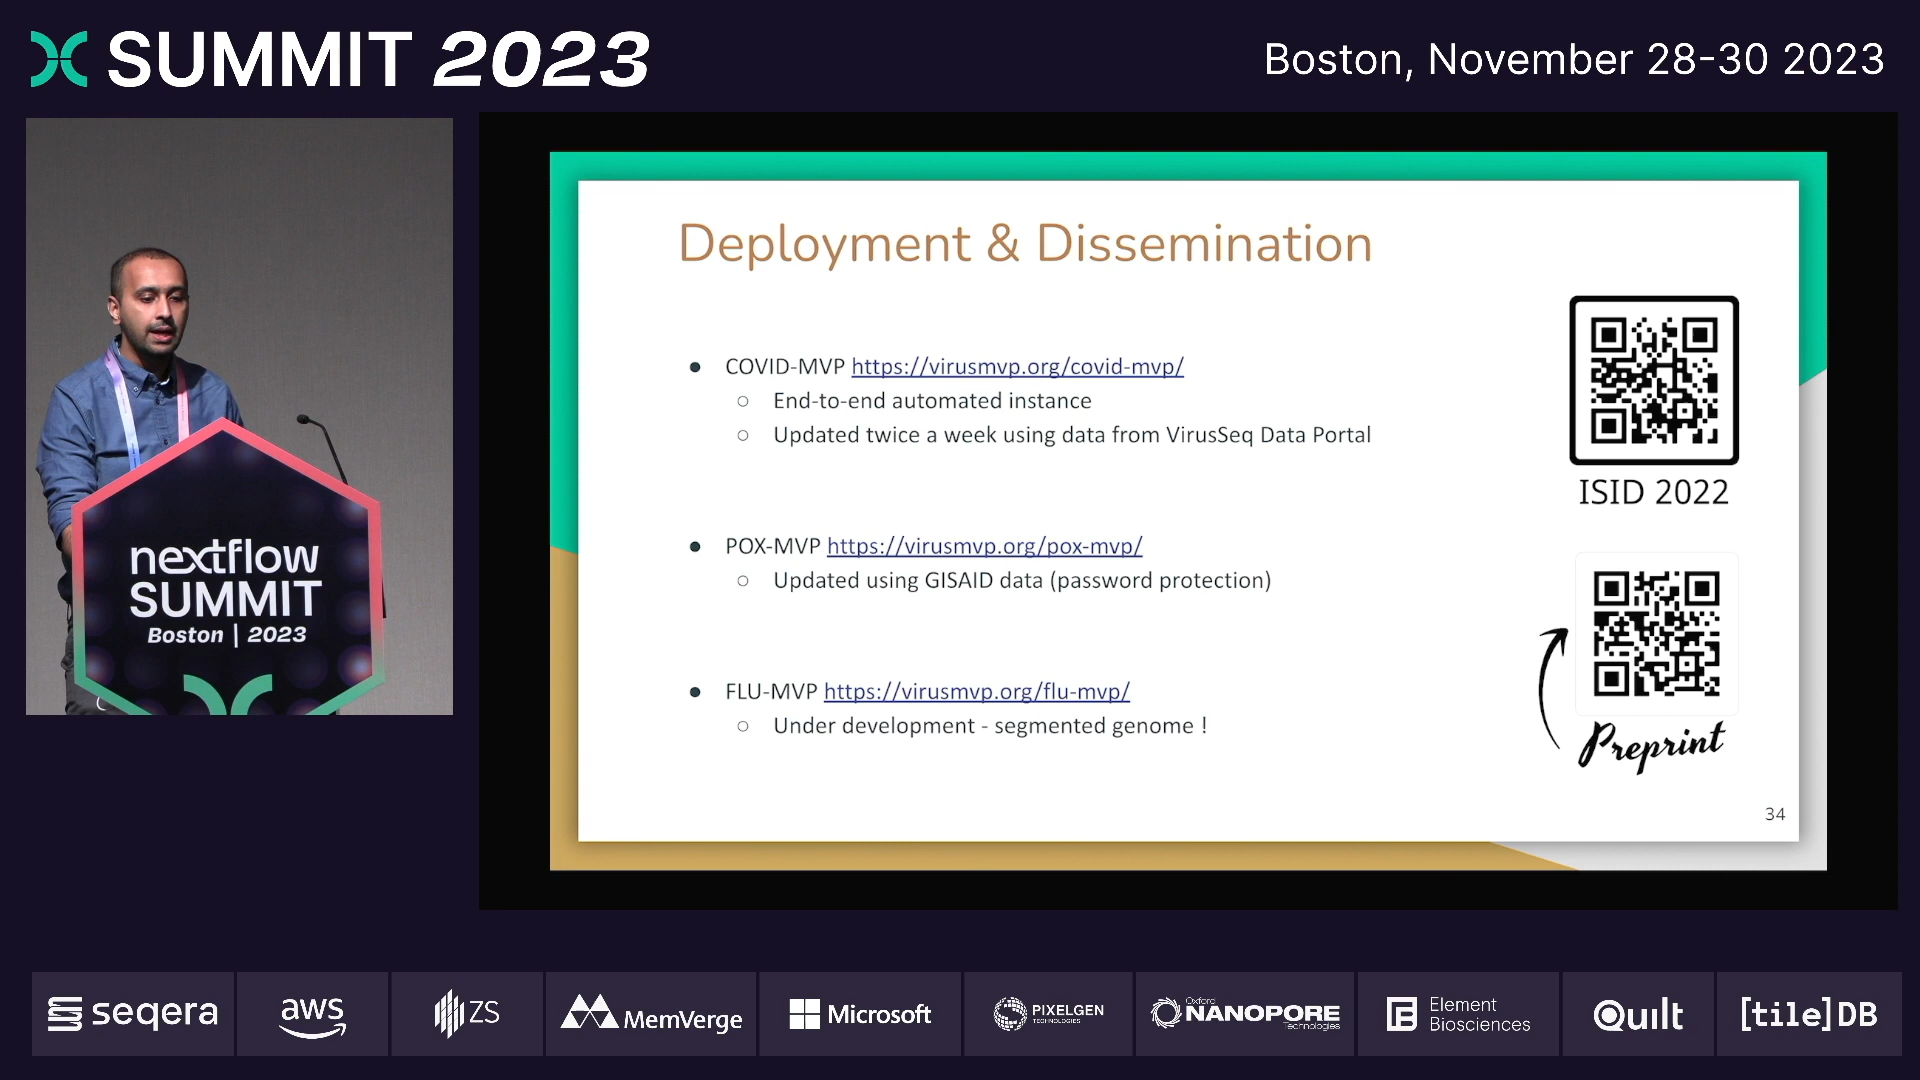 SUMMIT 2023
Boston, November 28-30 2023
nextflow
SUMMIT
Boston | 2023
Deployment & Dissemination
● COVID-MVP https://virusmvp.org/covid-mvp/
○ End-to-end automated instance
○ Updated twice a week using data from VirusSeq Data Portal
● POX-MVP https://virusmvp.org/pox-mvp/
○ Updated using GISAID data (password protection)
● FLU-MVP https://virusmvp.org/flu-mvp/
○ Under development - segmented genome !
ISID 2022
Preprint
34
seqera
aws
ZS
MemVerge
Microsoft
PIXELGEN
TECHNOLOGIES
Oxford
NANOPORE
Technologies
Element
Biosciences
Quilt
[tile]DB